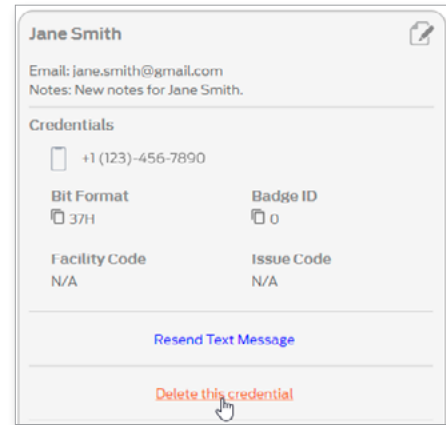 Jane Smith
Email: jane.smith@gmail.com
Notes: New notes for Jane Smith.
Credentials
+1 (123)-456-7890
Bit Format Badge ID
37H 0
Facility Code Issue Code
N/A N/A
Resend Text Message
Delete this credential